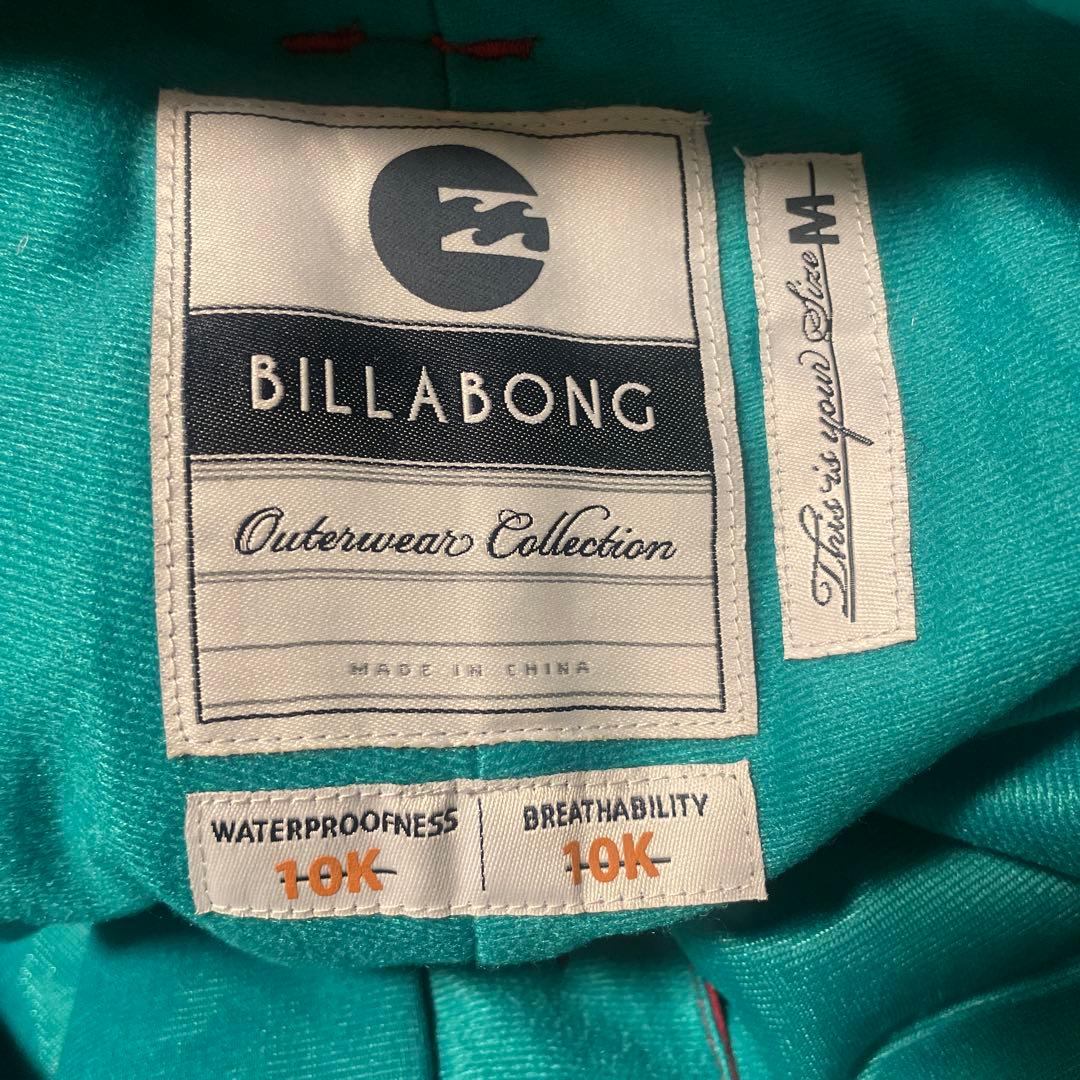 BILLABONG
Outerwear Collection
MADE IN CHINA
This is your Size M
WATERPROOFNESS
10K
BREATHABILITY
10K